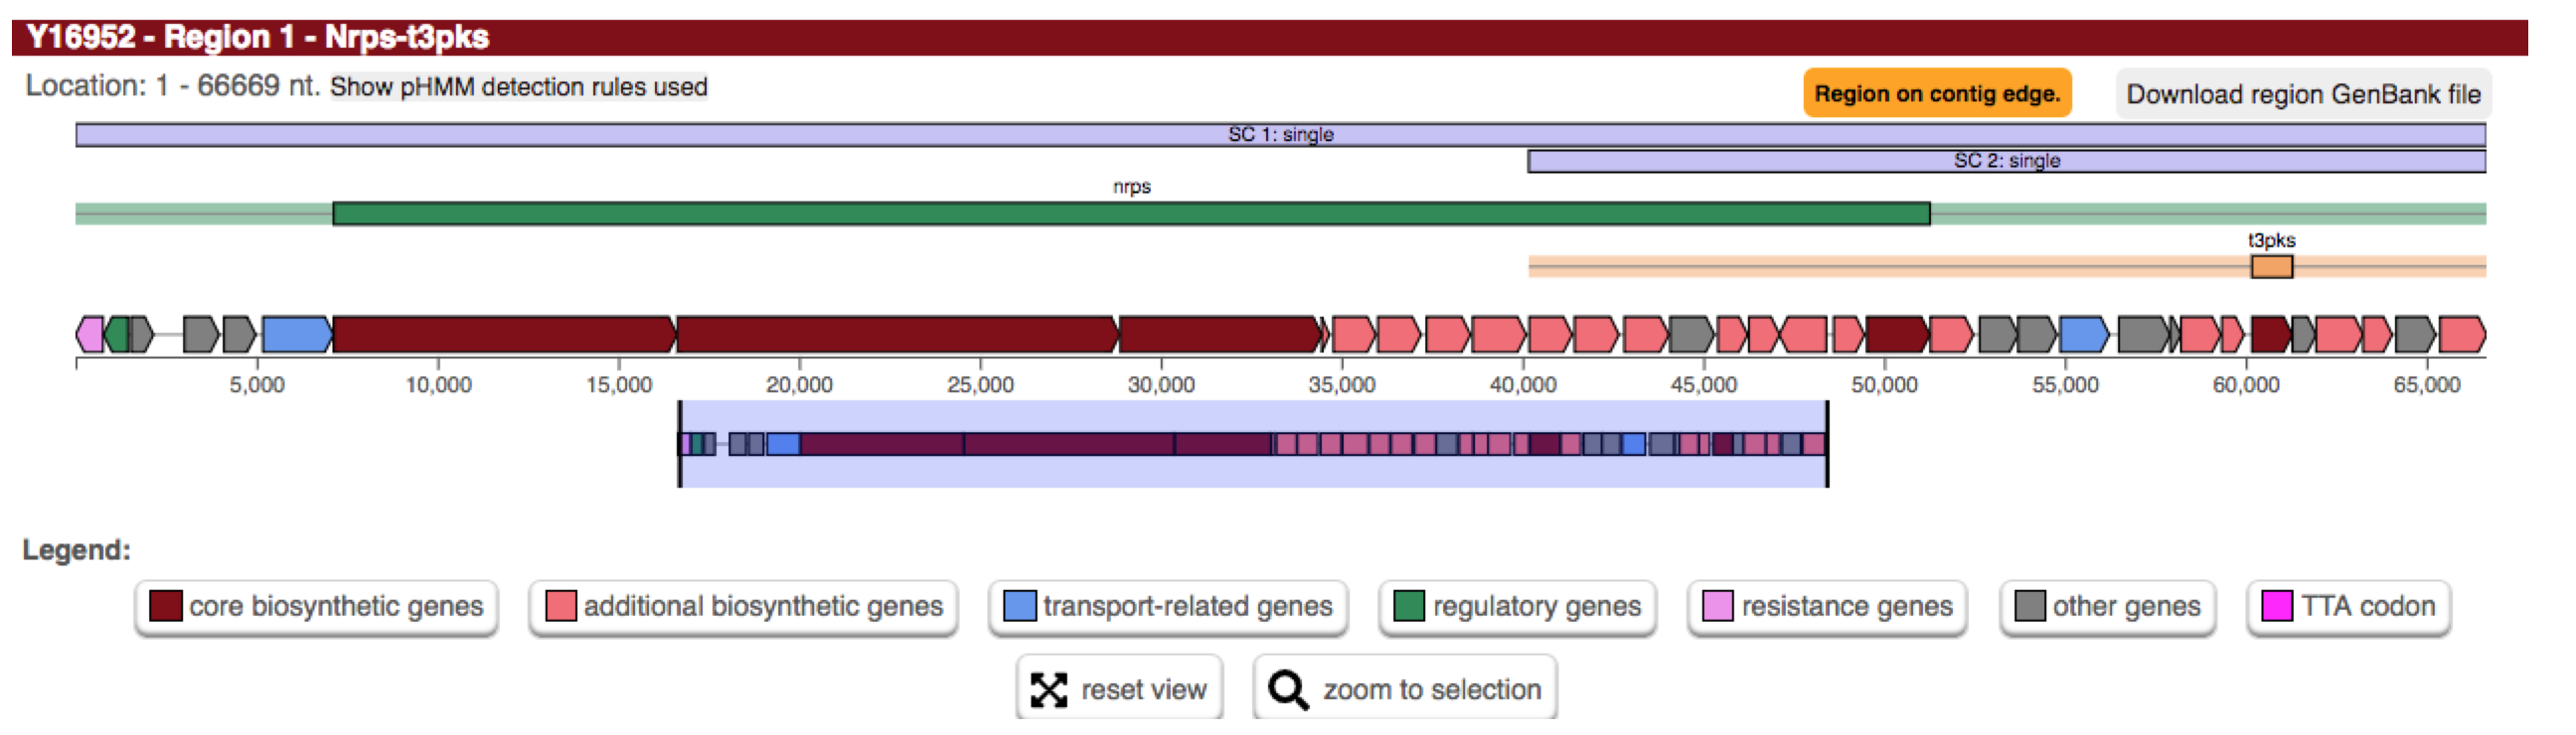 Y16952 - Region 1 - Nrps-t3pks
Location: 1 - 66669 nt. Show pHMM detection rules used
Region on contig edge.
Download region GenBank file
SC 1: single
SC 2: single
nrps
t3pks
5,000 10,000 15,000 20,000 25,000 30,000 35,000 40,000 45,000 50,000 55,000 60,000 65,000
Legend:
core biosynthetic genes additional biosynthetic genes transport-related genes regulatory genes resistance genes other genes TTA codon
reset view zoom to selection